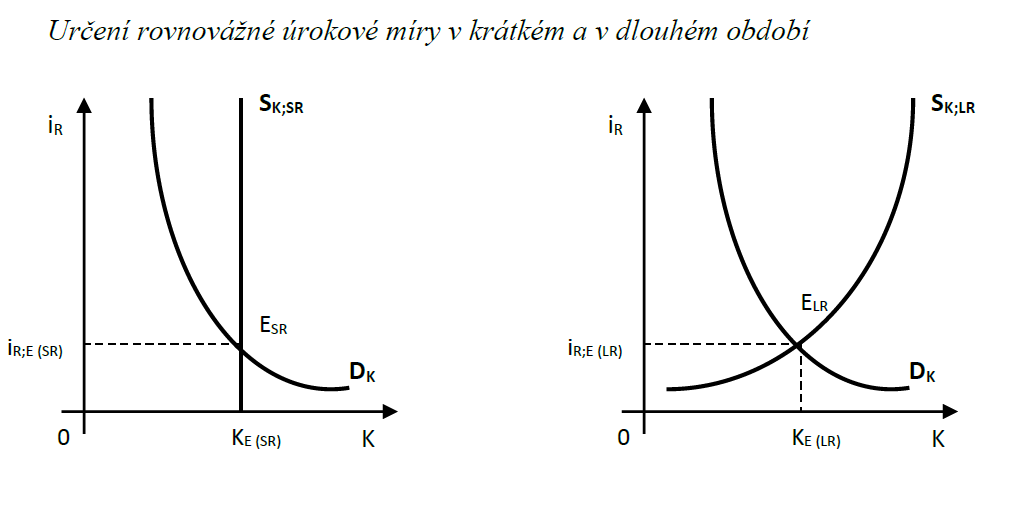 Určení rovnovážné úrokové míry v krátkém a v dlouhém období
iR
SK;SR
ESR
iR;E (SR)
DK
0
KE (SR)
K
iR
SK;LR
ELR
iR;E (LR)
DK
0
KE (LR)
K